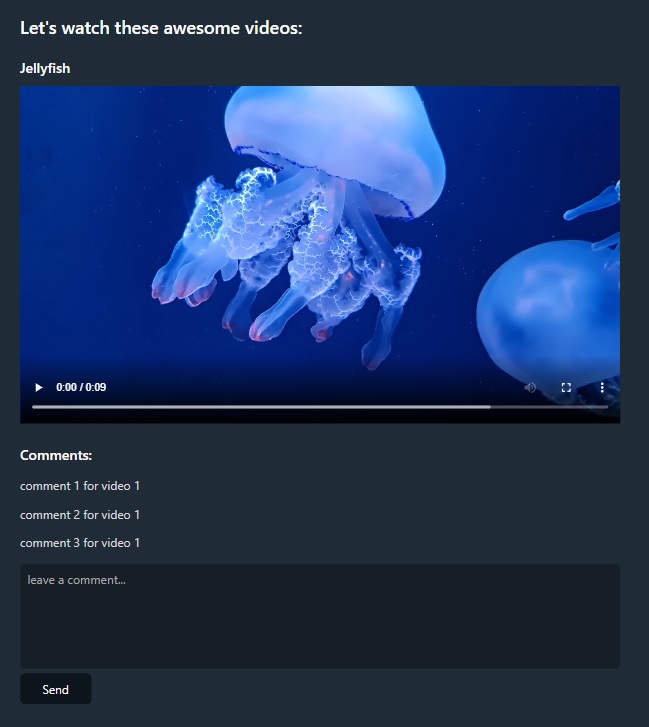 Let's watch these awesome videos:
Jellyfish
0:00 / 0:09
Comments:
comment 1 for video 1
comment 2 for video 1
comment 3 for video 1
leave a comment...
Send